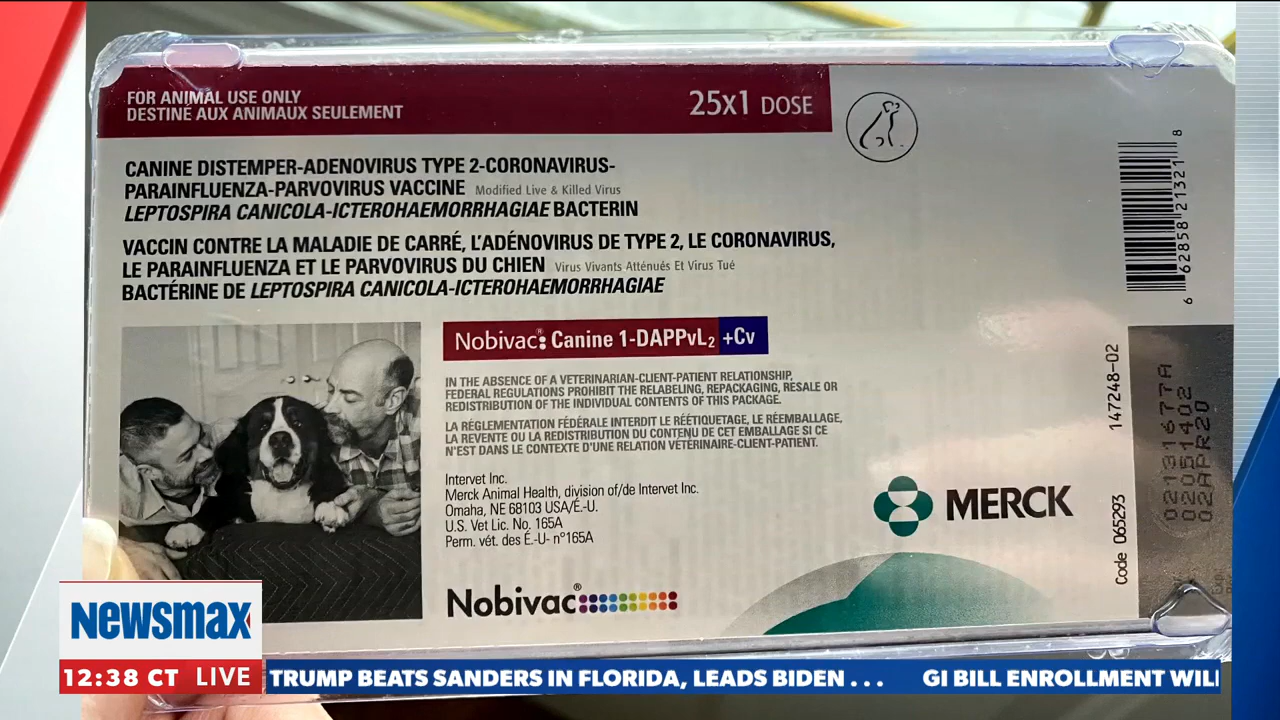 FOR ANIMAL USE ONLY
DESTINÉ AUX ANIMAUX SEULEMENT
25x1 DOSE
CANINE DISTEMPER-ADENOVIRUS TYPE 2-CORONAVIRUS-
PARAINFLUENZA-PARVOVIRUS VACCINE Modified Live & Killed Virus
LEPTOSPIRA CANICOLA-ICTEROHAEMORRHAGIAE BACTERIN
VACCIN CONTRE LA MALADIE DE CARRÉ, L'ADÉNOVIRUS DE TYPE 2, LE CORONAVIRUS,
LE PARAINFLUENZA ET LE PARVOVIRUS DU CHIEN Virus Vivants Atténués Et Virus Tué
BACTÉRINE DE LEPTOSPIRA CANICOLA-ICTEROHAEMORRHAGIAE
Nobivac Canine 1-DAPPvL2 +Cv
IN THE ABSENCE OF A VETERINARIAN-CLIENT-PATIENT RELATIONSHIP,
FEDERAL REGULATIONS PROHIBIT THE RELABELING, REPACKAGING, RESALE OR
REDISTRIBUTION OF THE INDIVIDUAL CONTENTS OF THIS PACKAGE.
LA RÉGLEMENTATION FÉDÉRALE INTERDIT LE RÉÉTIQUETAGE, LE RÉEMBALLAGE,
LA REVENTE OU LA REDISTRIBUTION DU CONTENU DE CET EMBALLAGE SI CE
N'EST DANS LE CONTEXTE D'UNE RELATION VÉTÉRINAIRE-CLIENT-PATIENT.
Intervet Inc.
Merck Animal Health, division of/de Intervet Inc.
Omaha, NE 68103 USA/É.-U.
U.S. Vet Lic. No. 165A
Perm. vét. des É.-U- n°165A
Nobivac®
MERCK
6 62858 21321 8
147248-02
Code 065293
02131677A
02051402
02APR20
NEWSMAX
12:38 CT LIVE
TRUMP BEATS SANDERS IN FLORIDA, LEADS BIDEN . . . GI BILL ENROLLMENT WILL